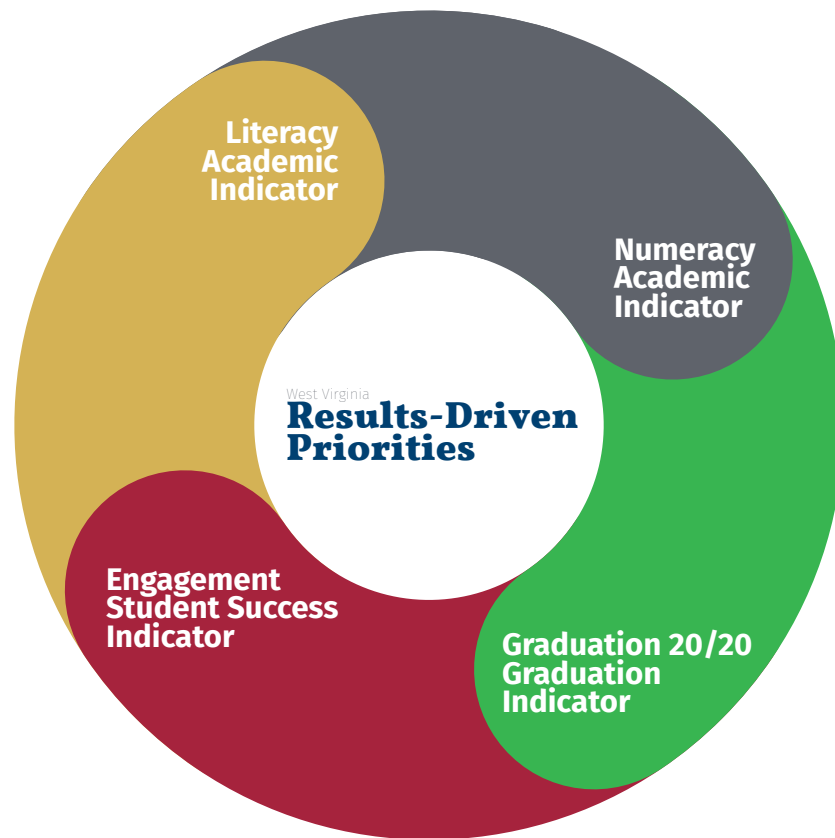 Literacy
Academic
Indicator
Numeracy
Academic
Indicator
West Virginia
Results-Driven
Priorities
Engagement
Student Success
Indicator
Graduation 20/20
Graduation
Indicator